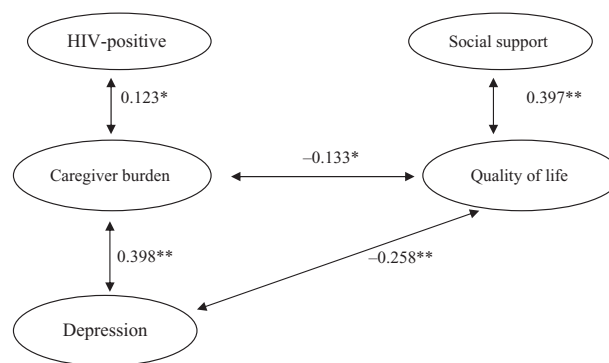 HIV-positive
Social support
0.123*
0.397**
–0.133*
Caregiver burden
Quality of life
0.398**
–0.258**
Depression